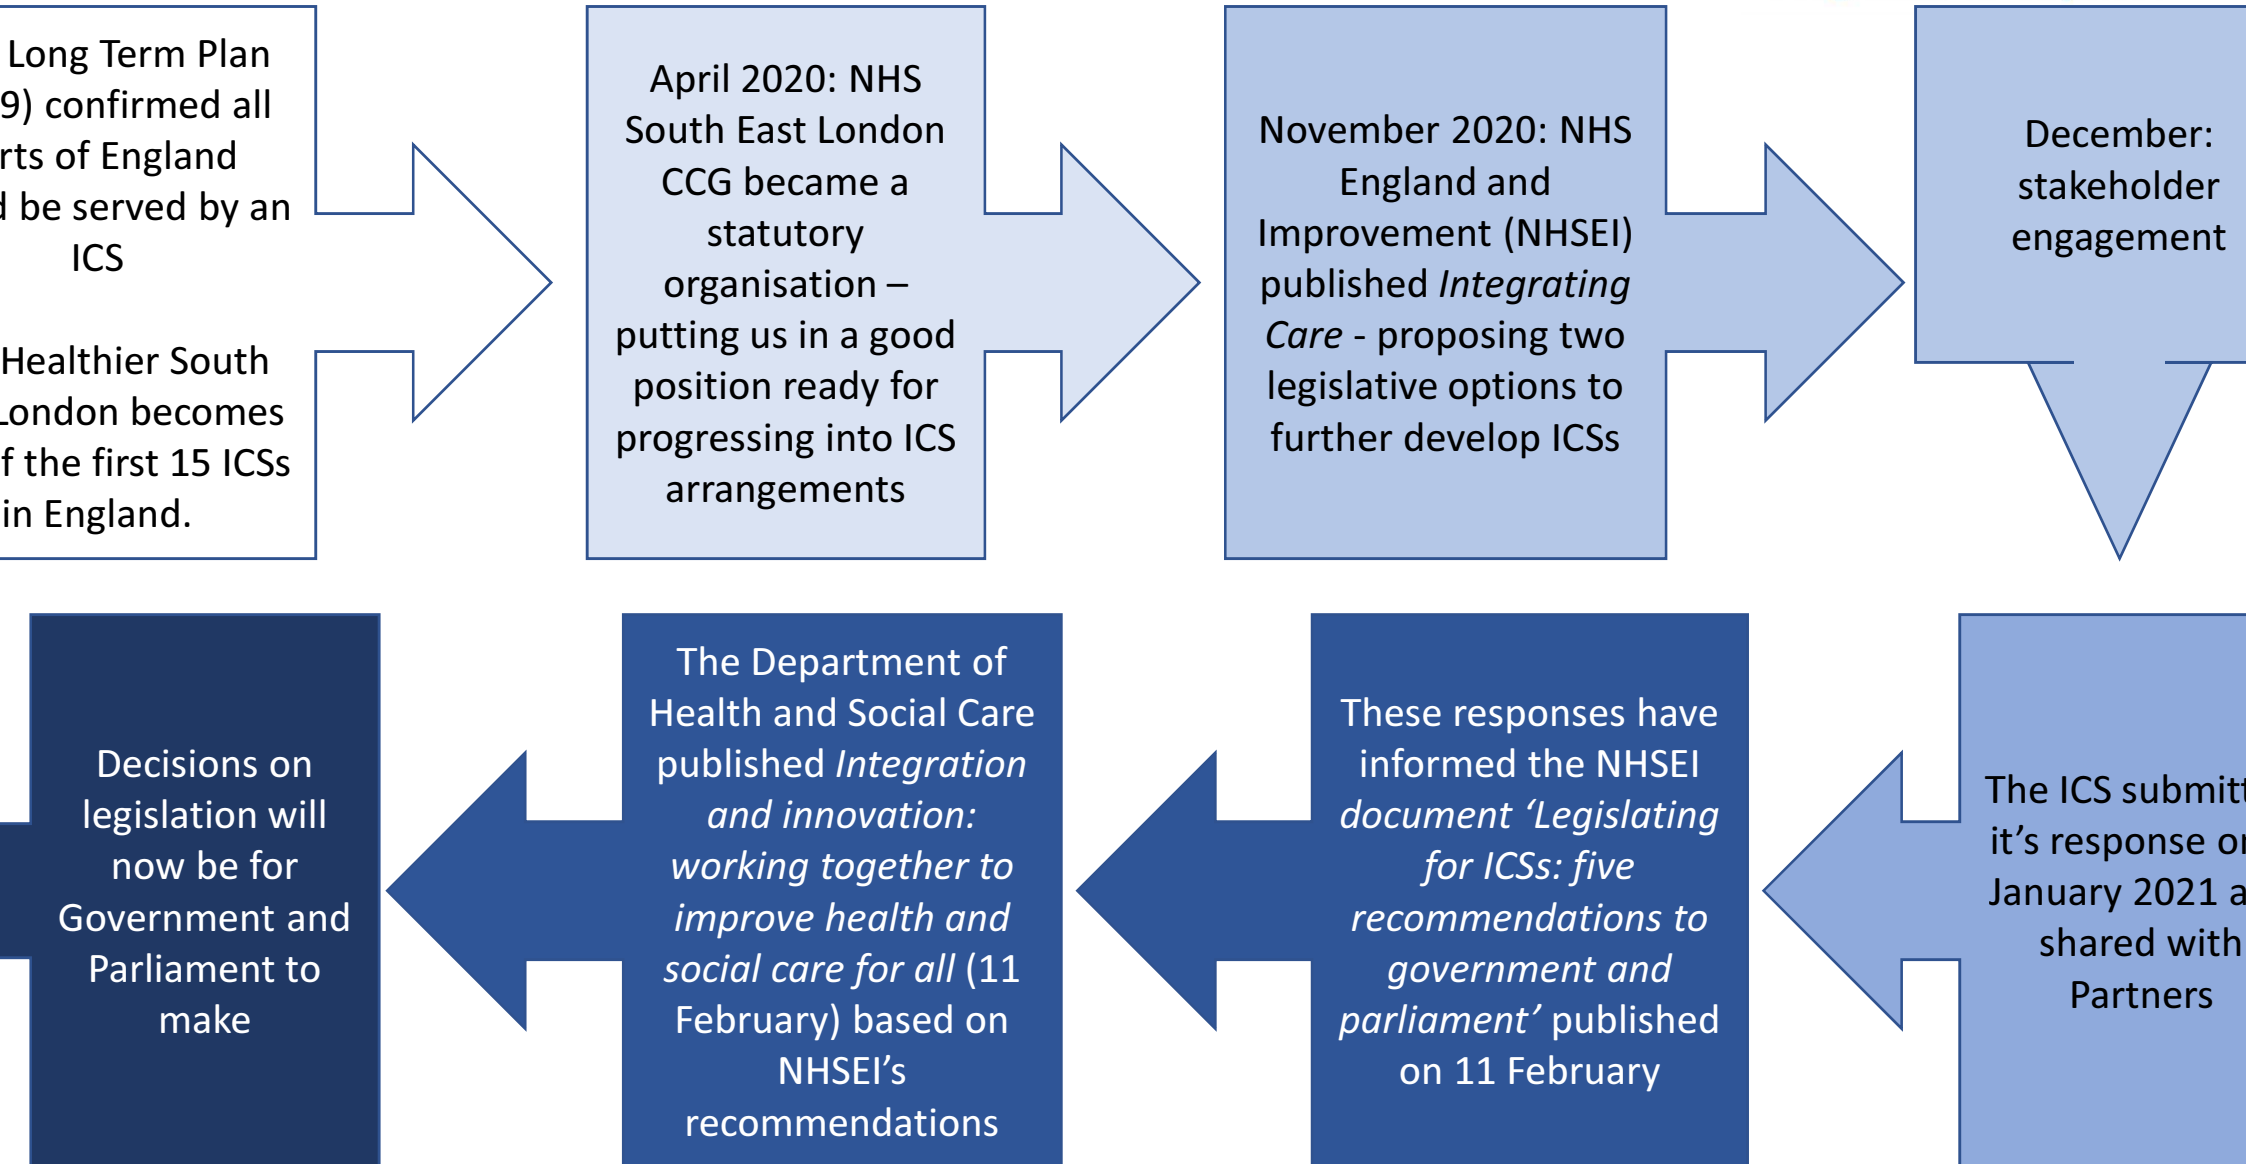 Long Term Plan
9) confirmed all
rts of England
d be served by an
ICS
Healthier South
London becomes
f the first 15 ICSs
in England.
April 2020: NHS
South East London
CCG became a
statutory
organisation –
putting us in a good
position ready for
progressing into ICS
arrangements
November 2020: NHS
England and
Improvement (NHSEI)
published Integrating
Care - proposing two
legislative options to
further develop ICSs
December:
stakeholder
engagement
The ICS submitt
it’s response o
January 2021 a
shared with
Partners
These responses have
informed the NHSEI
document ‘Legislating
for ICSs: five
recommendations to
government and
parliament’ published
on 11 February
The Department of
Health and Social Care
published Integration
and innovation:
working together to
improve health and
social care for all (11
February) based on
NHSEI’s
recommendations
Decisions on
legislation will
now be for
Government and
Parliament to
make